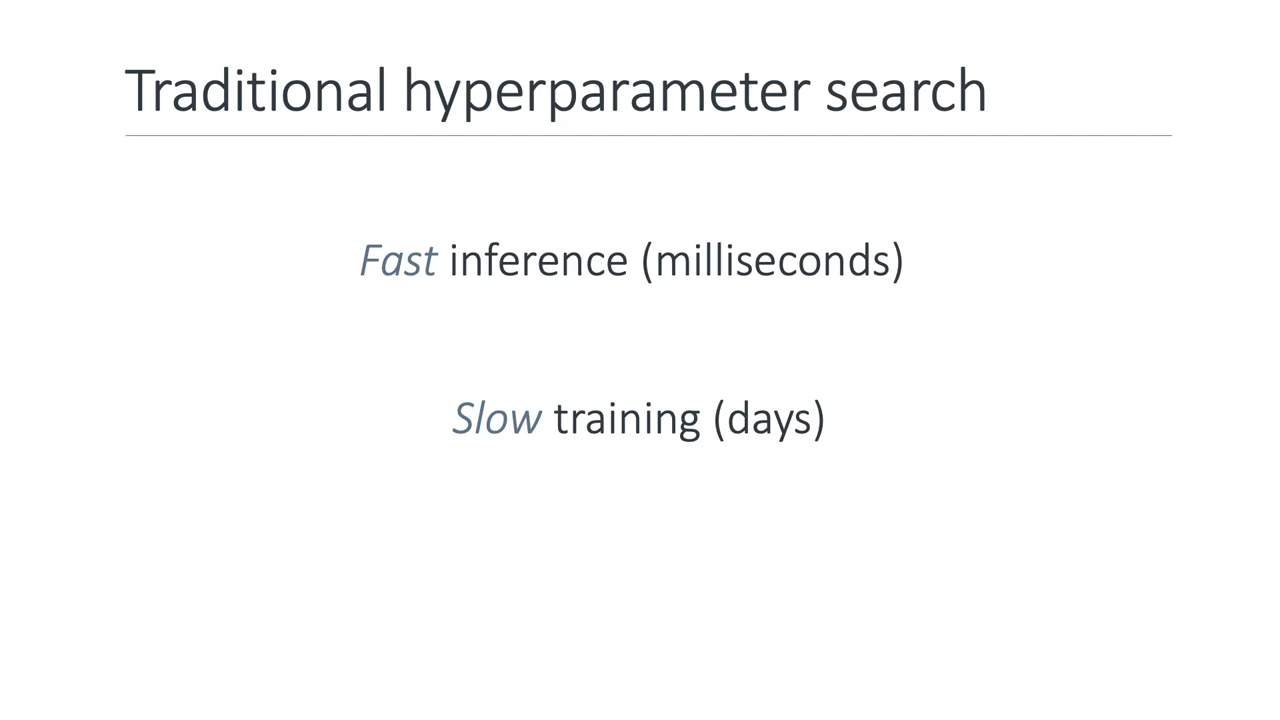 Traditional hyperparameter search
Fast inference (milliseconds)
Slow training (days)